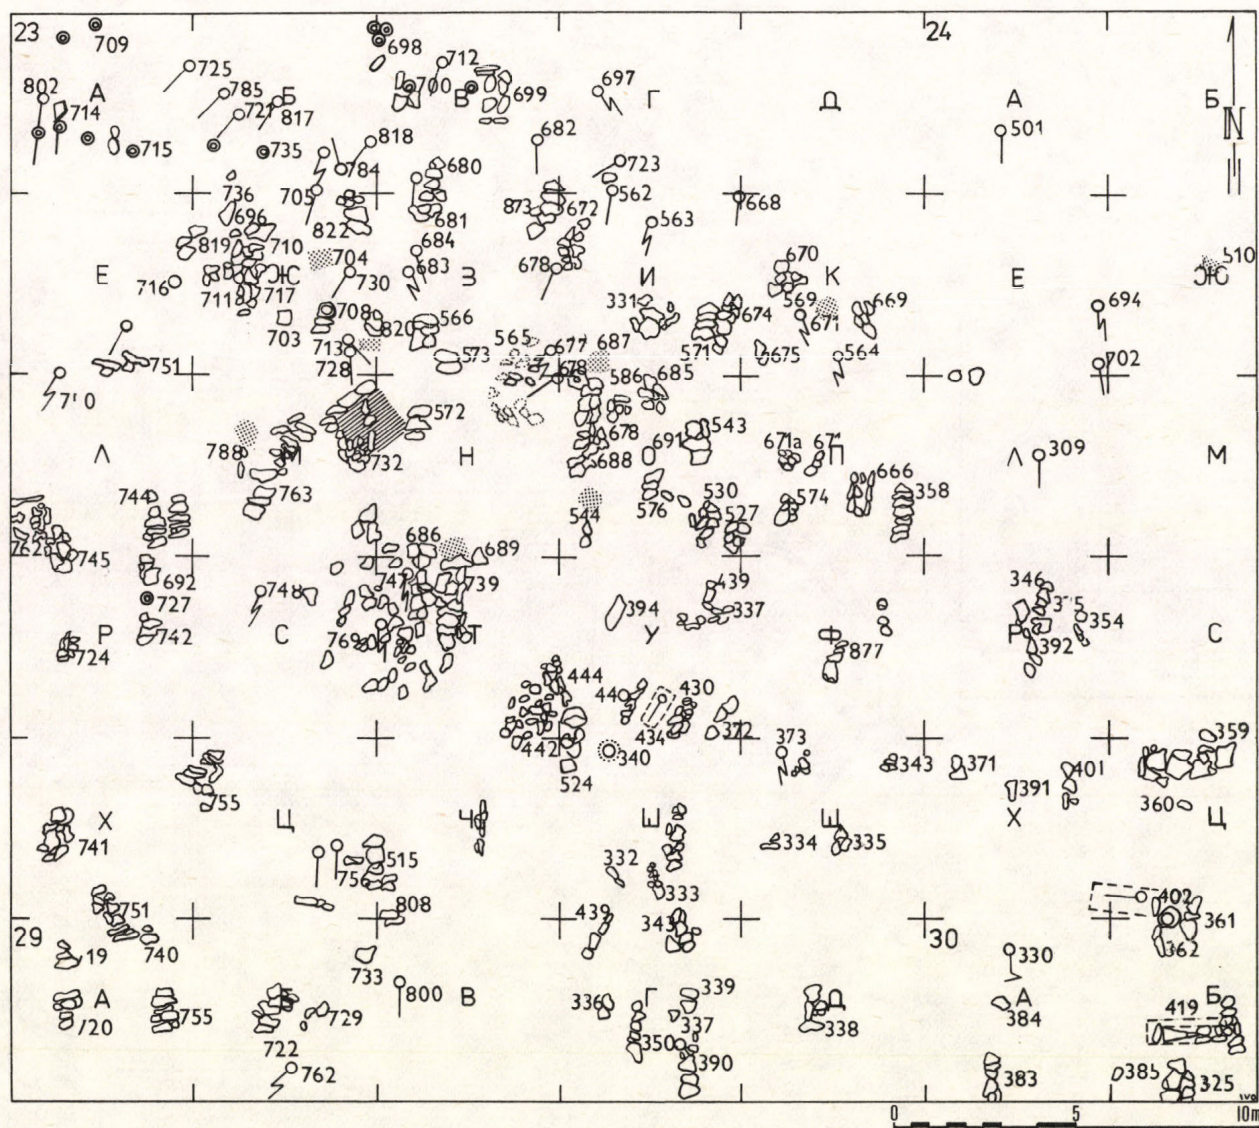 23 709 698 712 24
725 700 В 699 697 Г Д А Б
802 А 785 Б 721 817
714 682 501 N
715 735 818 723
784 680 562
736 705 873 672 668
696 822 681 563
819 710 684
704 683 678 670 510
Е 716 Ж 730 З И К Е Ж
711 717 331 569 669 694
708 566 674 671
703 820 565 677 687 571
713 573 675 564
751 728 586 685 702
572 543
788 678 691 671а 309
Л М 732 Н 688 О П Л М
763 576 530 574 666 358
744 527
762 544
745 686 689
692 439 346
727 748 739 394 337 354
Р 742 С 769 Т У Ф Р С
724 877 392
444 430
442 434 372 359
340 373 343 371 401
524 391
755 360
Х Ц Ч Ш Щ Х Ц
741 334 335
515 332
756 333
402
751 808 439 361
29 343 30
19 740 362
733 330
А Б 800 В 336 Г 339 Д А Б
720 755 729 337 338 384 419
722 350
762 390 383 385 325
0 5 10m